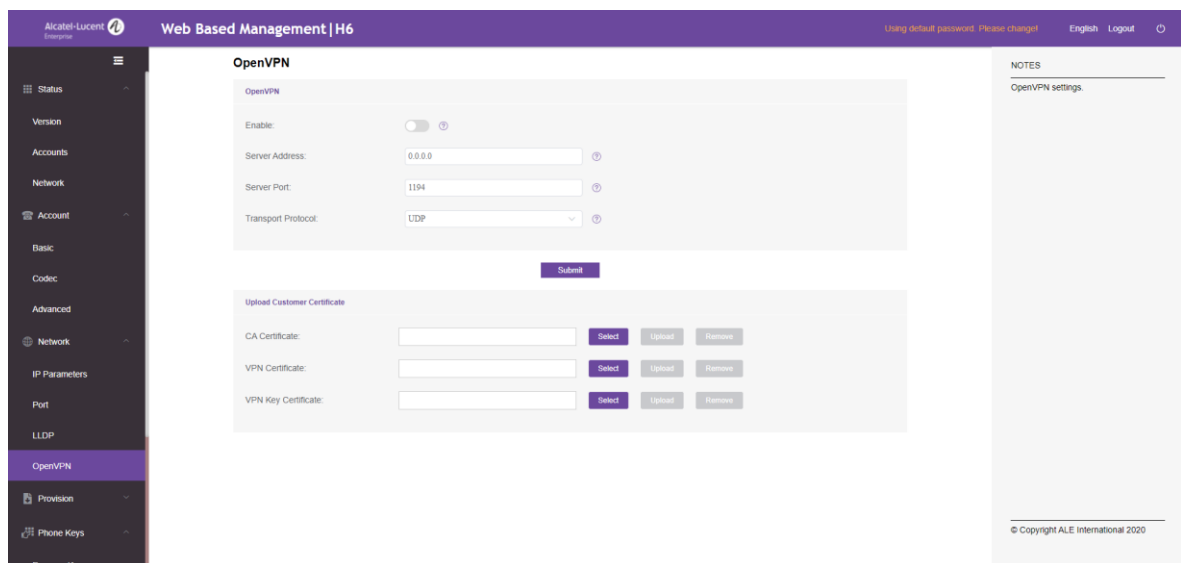 Alcatel-Lucent
Enterprise
Web Based Management | H6
Using default password. Please change!
English Logout
Status
Version
Accounts
Network
Account
Basic
Codec
Advanced
Network
IP Parameters
Port
LLDP
OpenVPN
Provision
Phone Keys
OpenVPN
OpenVPN
Enable:
Server Address: 0.0.0.0
Server Port: 1194
Transport Protocol: UDP
Submit
Upload Customer Certificate
CA Certificate: Select Upload Remove
VPN Certificate: Select Upload Remove
VPN Key Certificate: Select Upload Remove
NOTES
OpenVPN settings.
© Copyright ALE International 2020